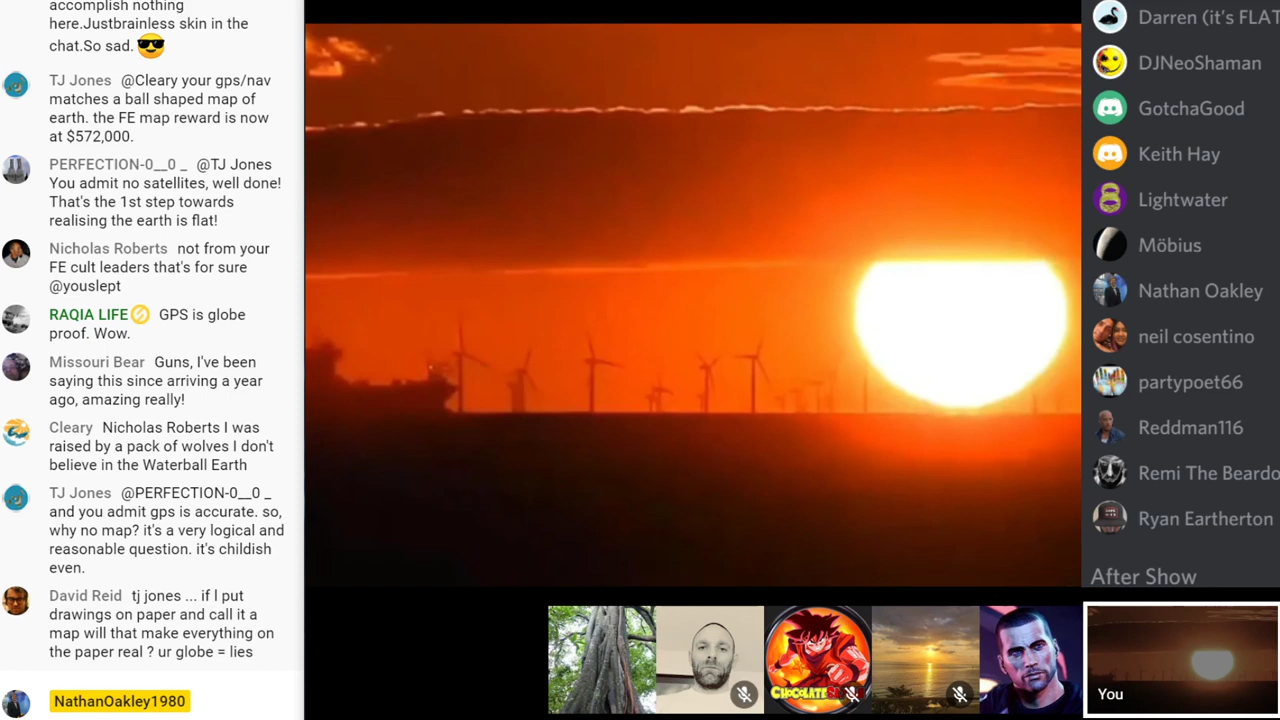 accomplish nothing
here.Justbrainless skin in the
chat.So sad. 😎
TJ Jones @Cleary your gps/nav
matches a ball shaped map of
earth. the FE map reward is now
at $572,000.
PERFECTION-0__0 _ @TJ Jones
You admit no satellites, well done!
That's the 1st step towards
realising the earth is flat!
Nicholas Roberts not from your
FE cult leaders that's for sure
@youslept
RAQIA LIFE GPS is globe
proof. Wow.
Missouri Bear Guns, I've been
saying this since arriving a year
ago, amazing really!
Cleary Nicholas Roberts I was
raised by a pack of wolves I don't
believe in the Waterball Earth
TJ Jones @PERFECTION-0__0 _
and you admit gps is accurate. so,
why no map? it's a very logical and
reasonable question. it's childish
even.
David Reid tj jones ... if I put
drawings on paper and call it a
map will that make everything on
the paper real ? ur globe = lies
NathanOakley1980
Darren (it's FLAT
DJNeoShaman
GotchaGood
Keith Hay
Lightwater
Möbius
Nathan Oakley
neil cosentino
partypoet66
Reddman116
Remi The Beardo
Ryan Eartherton
After Show
CHOCOLATE
You